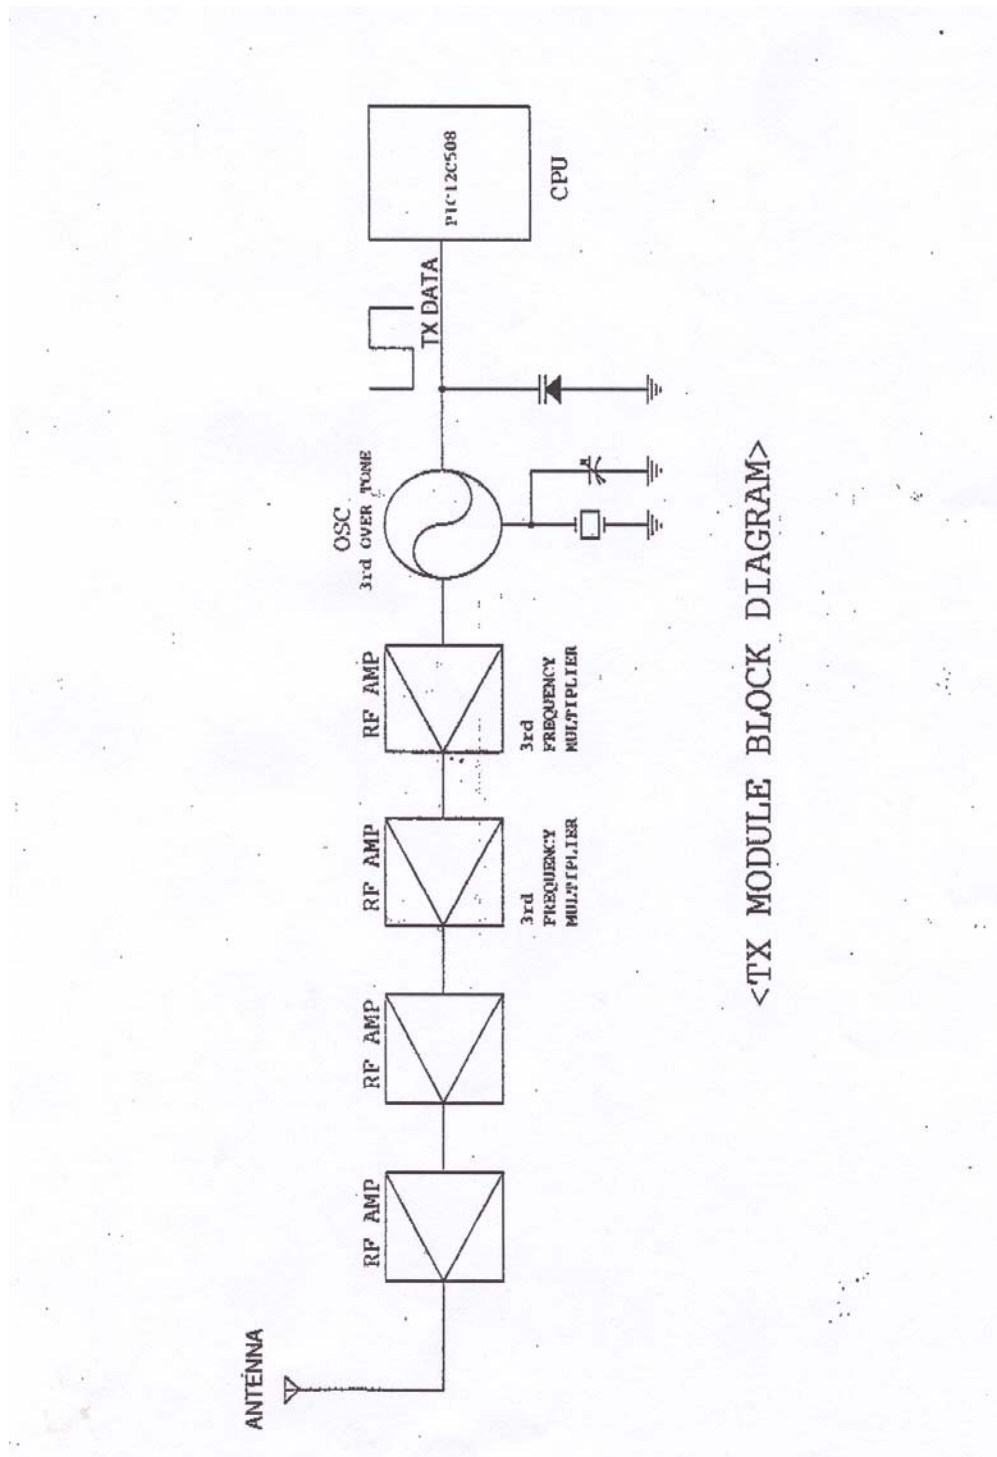 ANTENNA
RF AMP
RF AMP
RF AMP
RF AMP
OSC
3rd OVER TONE
TX DATA
PIC12C508
CPU
3rd
FREQUENCY
MULTIPLIER
3rd
FREQUENCY
MULTIPLIER
<TX MODULE BLOCK DIAGRAM>